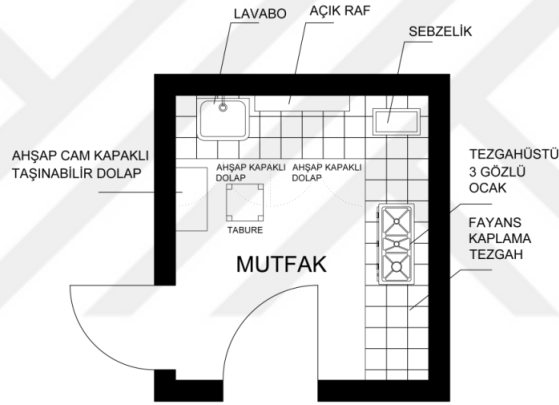 LAVABO
AÇIK RAF
SEBZELİK
AHŞAP CAM KAPAKLI
TAŞINABİLİR DOLAP
AHŞAP KAPAKLI
DOLAP
AHŞAP KAPAKLI
DOLAP
TEZGAHÜSTÜ
3 GÖZLÜ
OCAK
TABURE
FAYANS
KAPLAMA
TEZGAH
MUTFAK